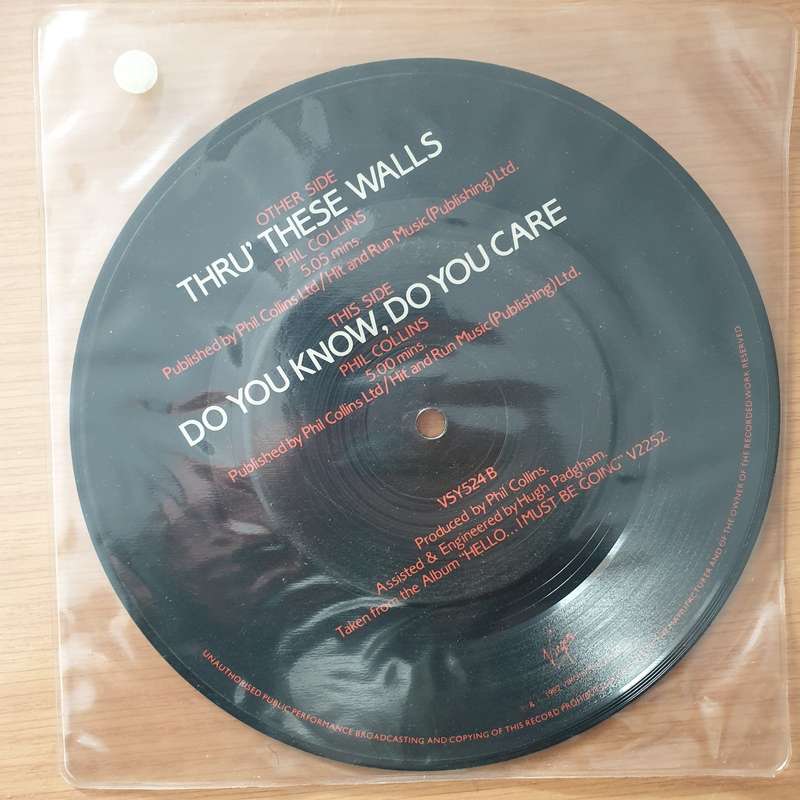 OTHER SIDE
THRU' THESE WALLS
PHIL COLLINS
5.05 mins.
Published by Phil Collins Ltd/Hit and Run Music (Publishing) Ltd.
THIS SIDE
DO YOU KNOW, DO YOU CARE
PHIL COLLINS
5.00 mins.
Published by Phil Collins Ltd/Hit and Run Music (Publishing) Ltd.
VSY524-B
Produced by Phil Collins.
Assisted & Engineered by Hugh Padgham.
Taken from the Album "HELLO...I MUST BE GOING" V2252.
Virgin
1982
UNAUTHORISED PUBLIC PERFORMANCE BROADCASTING AND COPYING OF THIS RECORD PROHIBITED
MANUFACTURER AND OF THE OWNER OF THE RECORDED WORK RESERVED